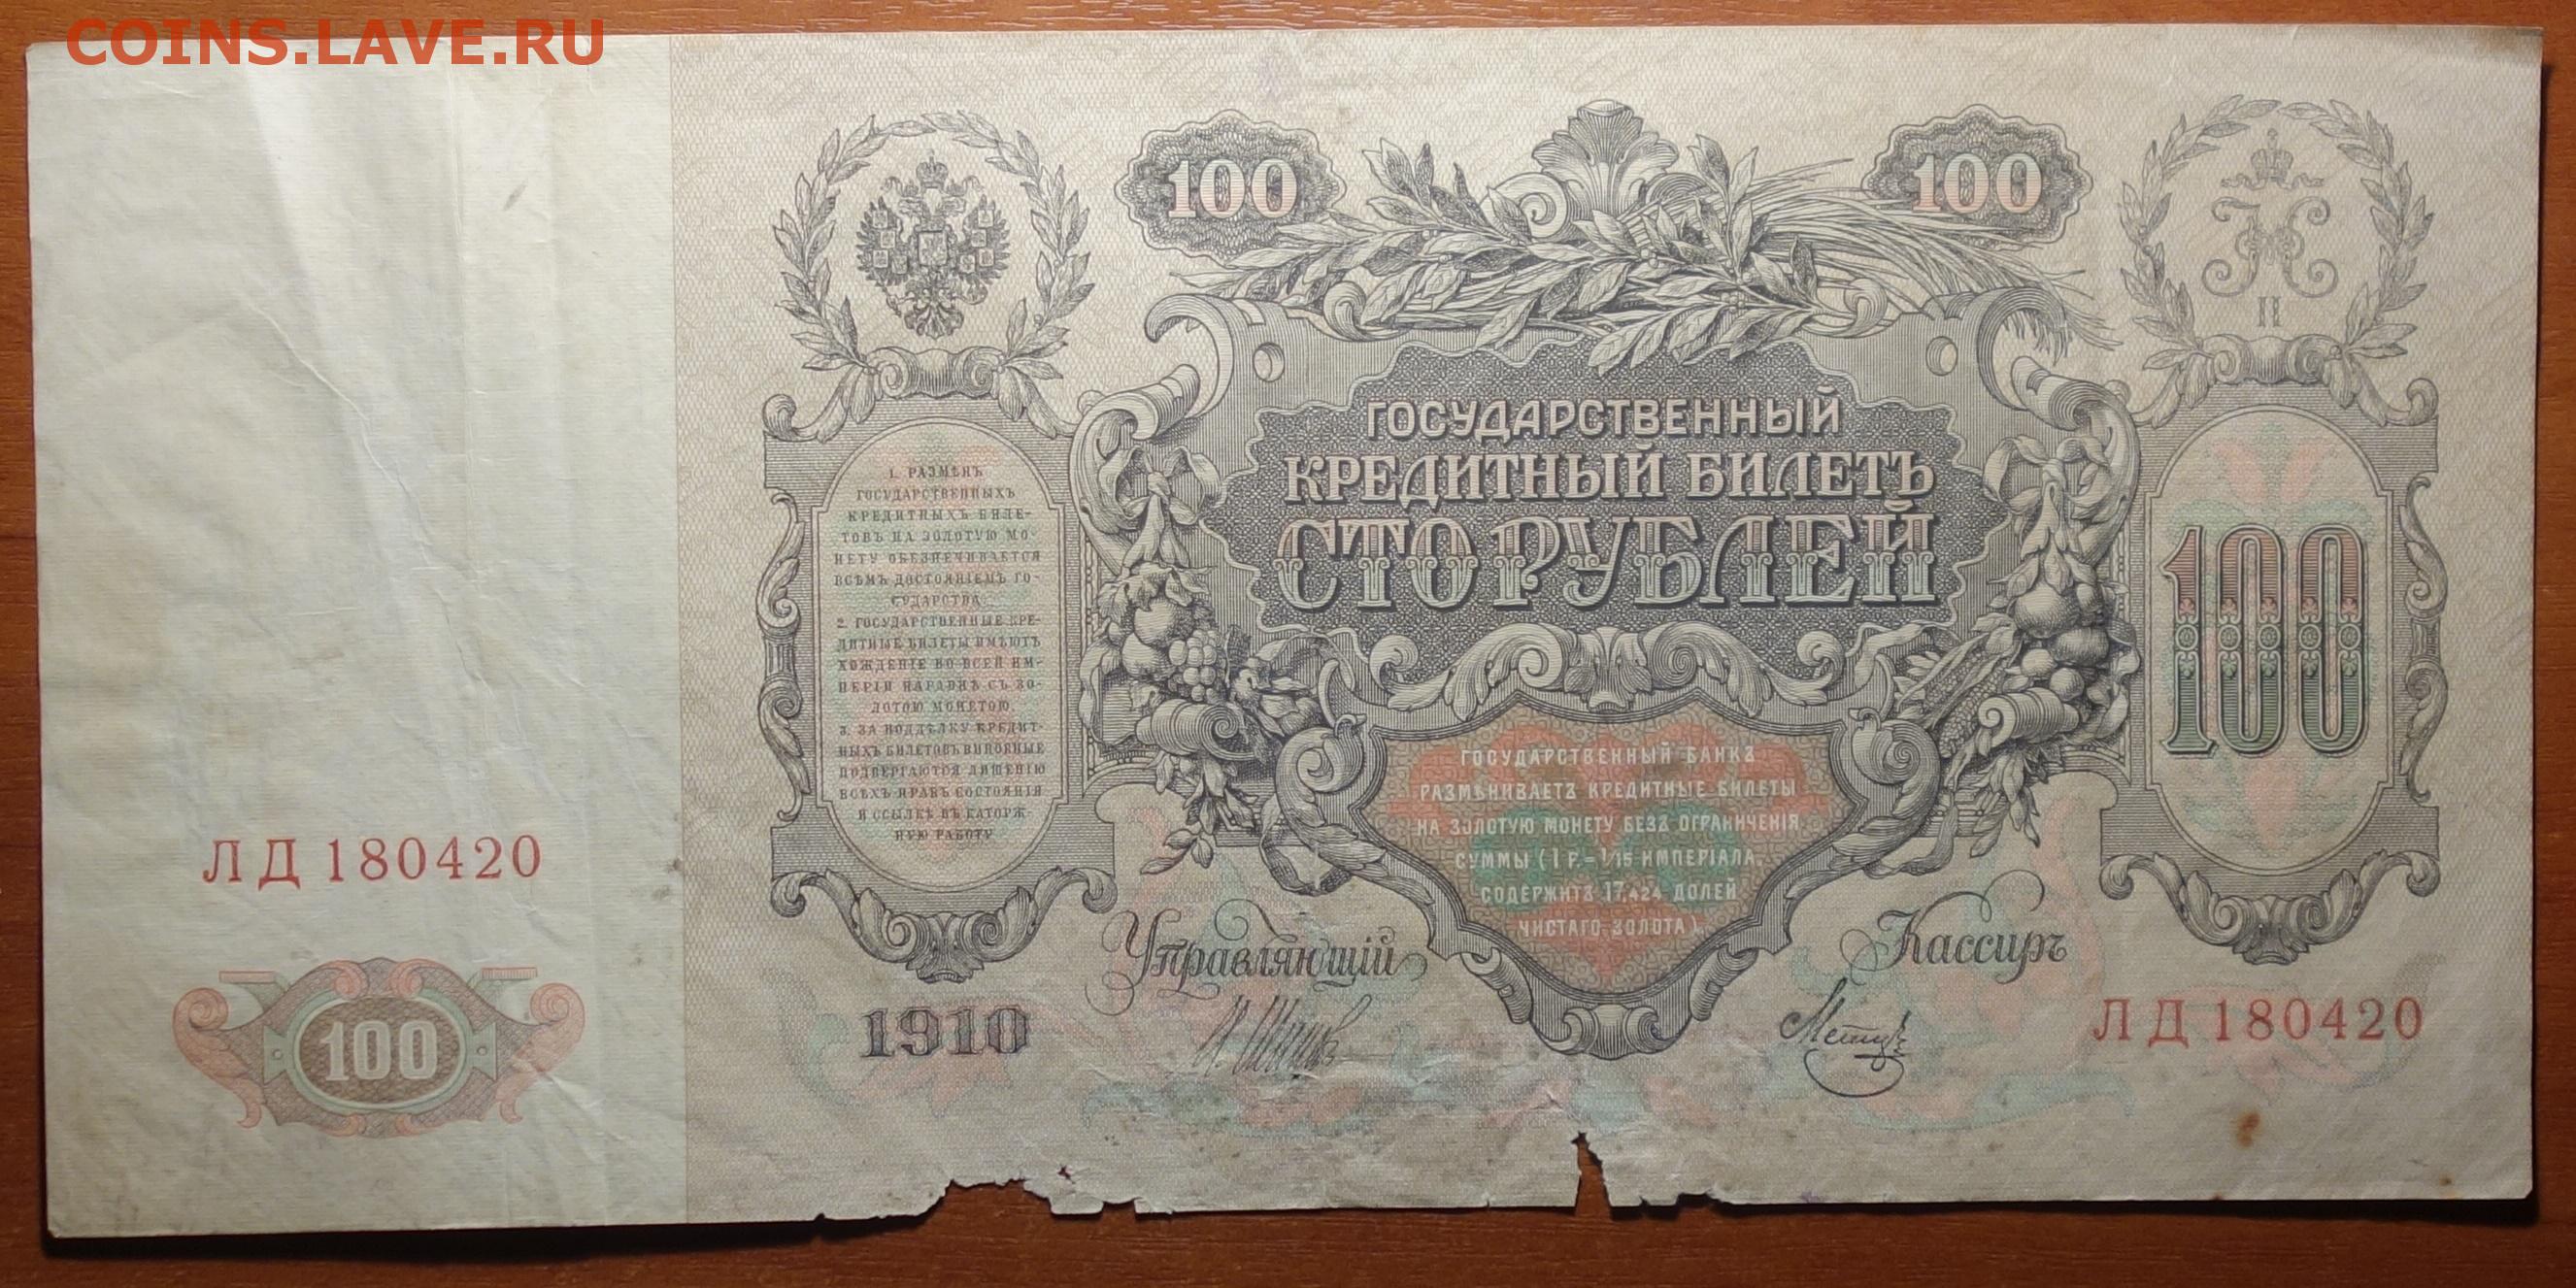 COINS.LAVE.RU
100
100
Н
II
ГОСУДАРСТВЕННЫЙ
КРЕДИТНЫЙ БИЛЕТЪ
СТО РУБЛЕЙ
1. РАЗМѢНЪ
ГОСУДАРСТВЕННЫХЪ
КРЕДИТНЫХЪ БИЛЕ-
ТОВЪ НА ЗОЛОТУЮ МО-
НЕТУ ОБЕЗПЕЧИВАЕТСЯ
ВСѢМЪ ДОСТОЯНІЕМЪ ГО-
СУДАРСТВА.
2. ГОСУДАРСТВЕННЫЕ КРЕ-
ДИТНЫЕ БИЛЕТЫ ИМѢЮТЪ
ХОЖДЕНІЕ ВО ВСЕЙ ИМ-
ПЕРІИ НАРАВНѢ СЪ ЗО-
ЛОТОЮ МОНЕТОЮ.
3. ЗА ПОДДѢЛКУ КРЕДИТ-
НЫХЪ БИЛЕТОВЪ ВИНОВНЫЕ
ПОДВЕРГАЮТСЯ ЛИШЕНІЮ
ВСѢХЪ ПРАВЪ СОСТОЯНІЯ
И ССЫЛКѢ ВЪ КАТОРЖ-
НУЮ РАБОТУ
100
ГОСУДАРСТВЕННЫЙ БАНКЪ
РАЗМѢНИВАЕТЪ КРЕДИТНЫЕ БИЛЕТЫ
НА ЗОЛОТУЮ МОНЕТУ БЕЗЪ ОГРАНИЧЕНІЯ
СУММЫ (1 Р.= 1/15 ИМПЕРІАЛА,
СОДЕРЖИТЪ 17,424 ДОЛЕЙ
ЧИСТАГО ЗОЛОТА).
ЛД 180420
100
Управляющій
Кассиръ
1910
И. Шиповъ
Метцъ
ЛД 180420